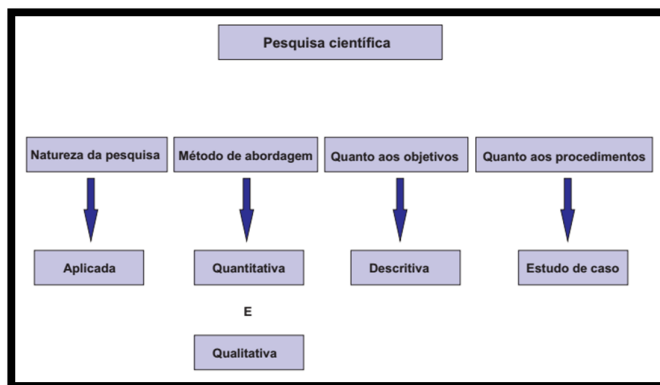 Pesquisa científica
Natureza da pesquisa
Método de abordagem
Quanto aos objetivos
Quanto aos procedimentos
Aplicada
Quantitativa
Descritiva
Estudo de caso
E
Qualitativa